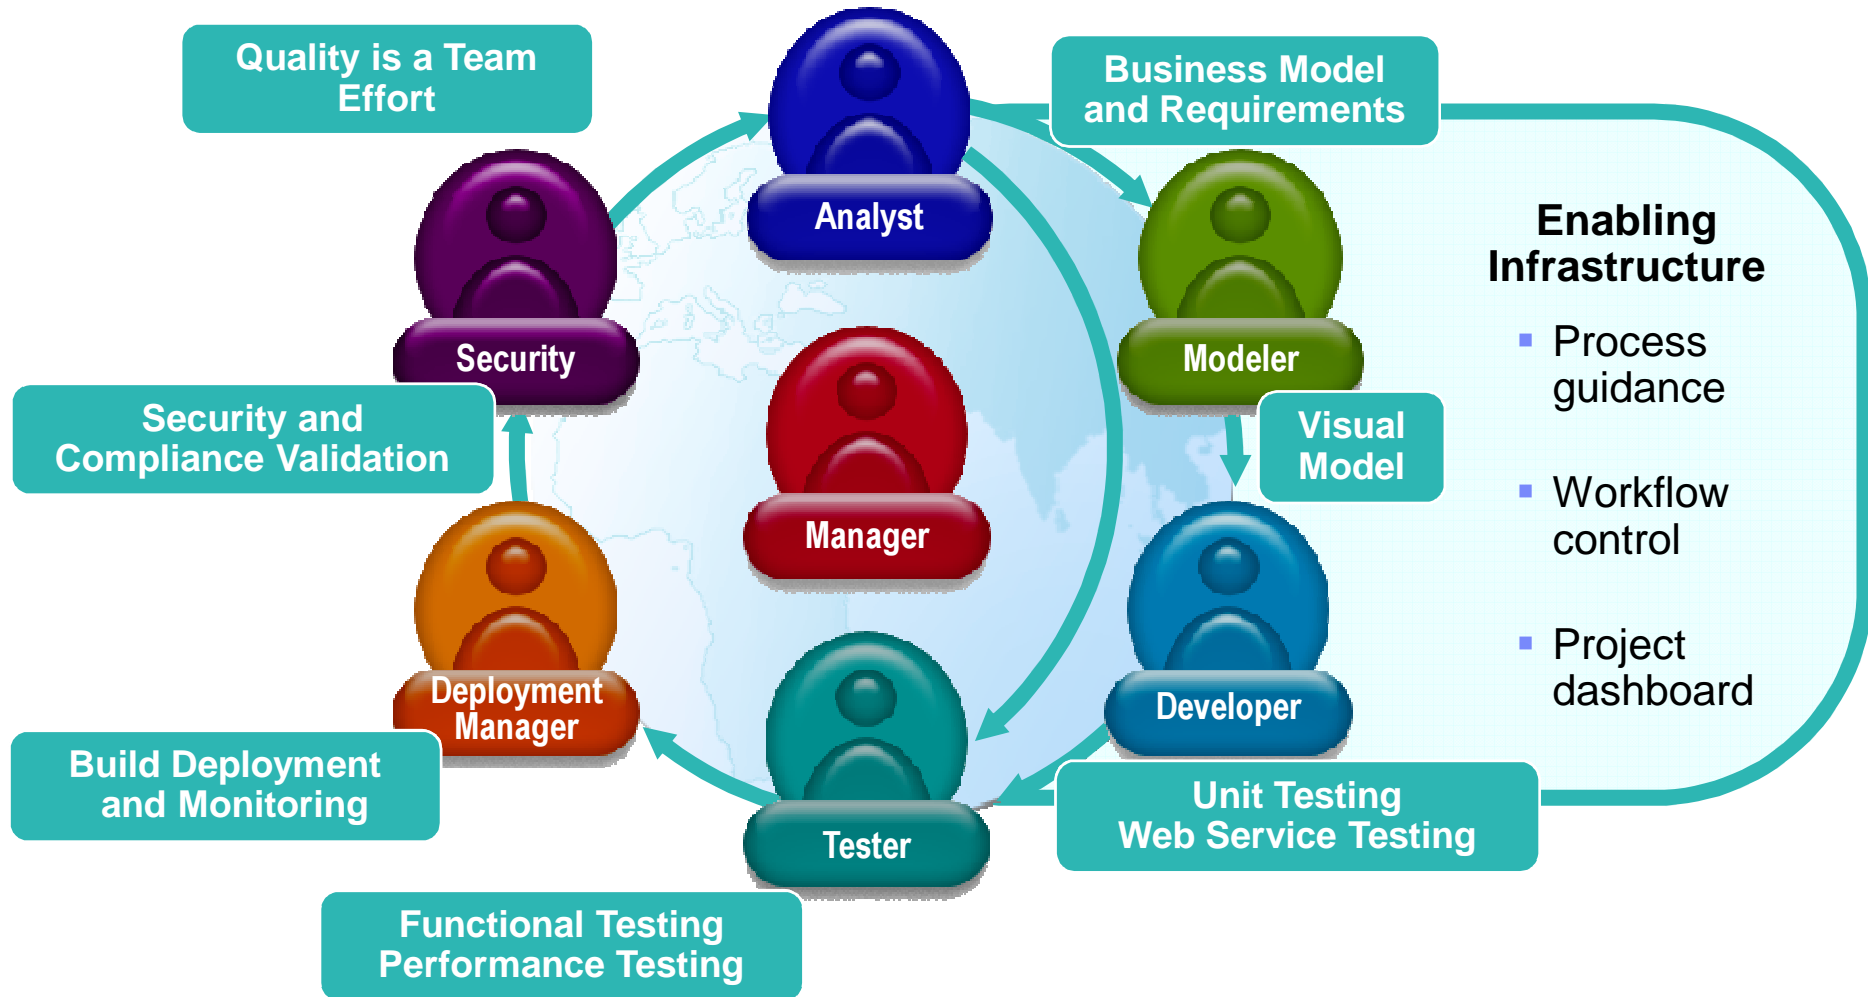 Quality is a Team
Effort
Business Model
and Requirements
Analyst
Security
Modeler
Enabling
Infrastructure
Process
guidance
Workflow
control
Project
dashboard
Security and
Compliance Validation
Visual
Model
Manager
Deployment
Manager
Developer
Build Deployment
and Monitoring
Unit Testing
Web Service Testing
Tester
Functional Testing
Performance Testing